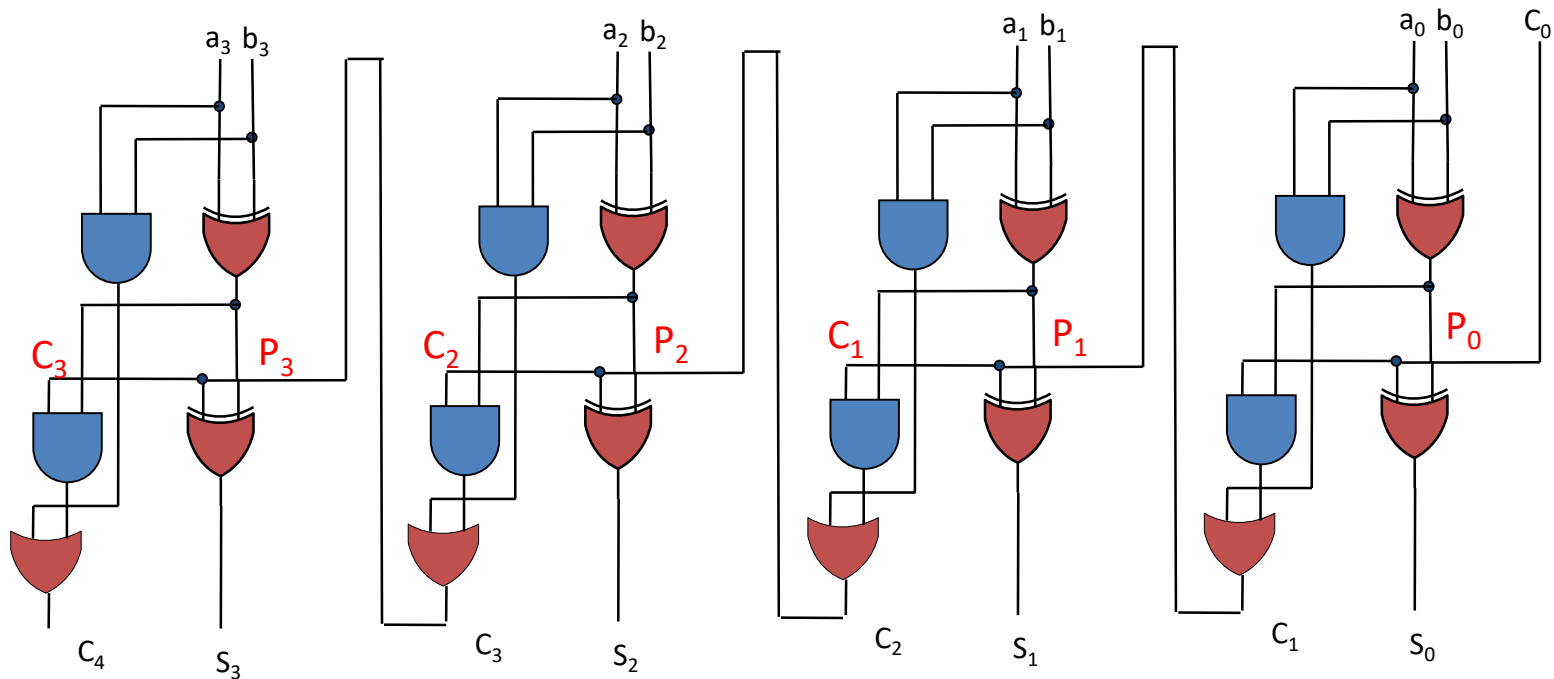 a₃ b₃ a₂ b₂ a₁ b₁ a₀ b₀ C₀
C₃ P₃ C₂ P₂ C₁ P₁ P₀
C₄ S₃ C₃ S₂ C₂ S₁ C₁ S₀